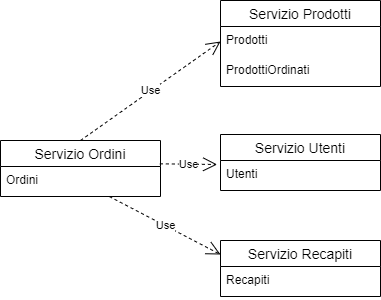 Servizio Prodotti
Prodotti
ProdottiOrdinati
Use
Servizio Ordini
Ordini
Use
Servizio Utenti
Utenti
Use
Servizio Recapiti
Recapiti